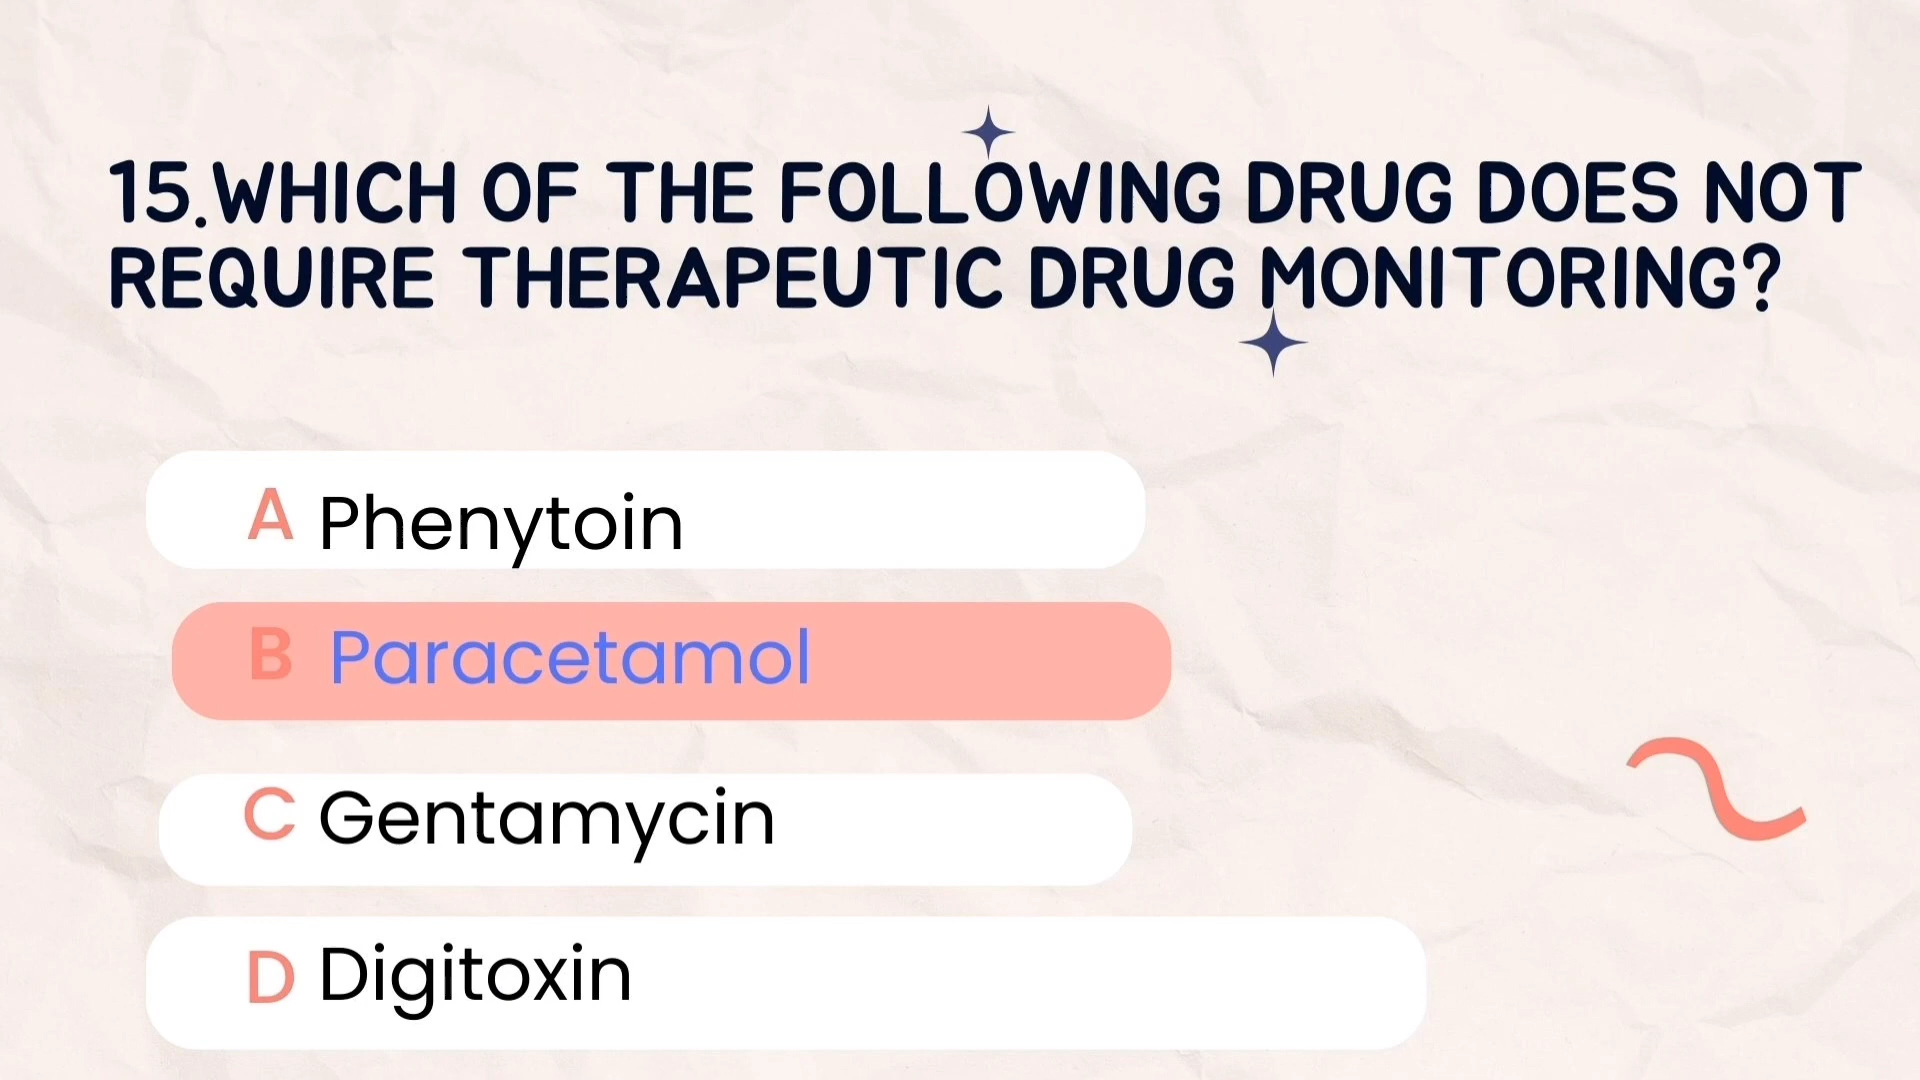 15.WHICH OF THE FOLLOWING DRUG DOES NOT
REQUIRE THERAPEUTIC DRUG MONITORING?
A Phenytoin
B Paracetamol
C Gentamycin
D Digitoxin